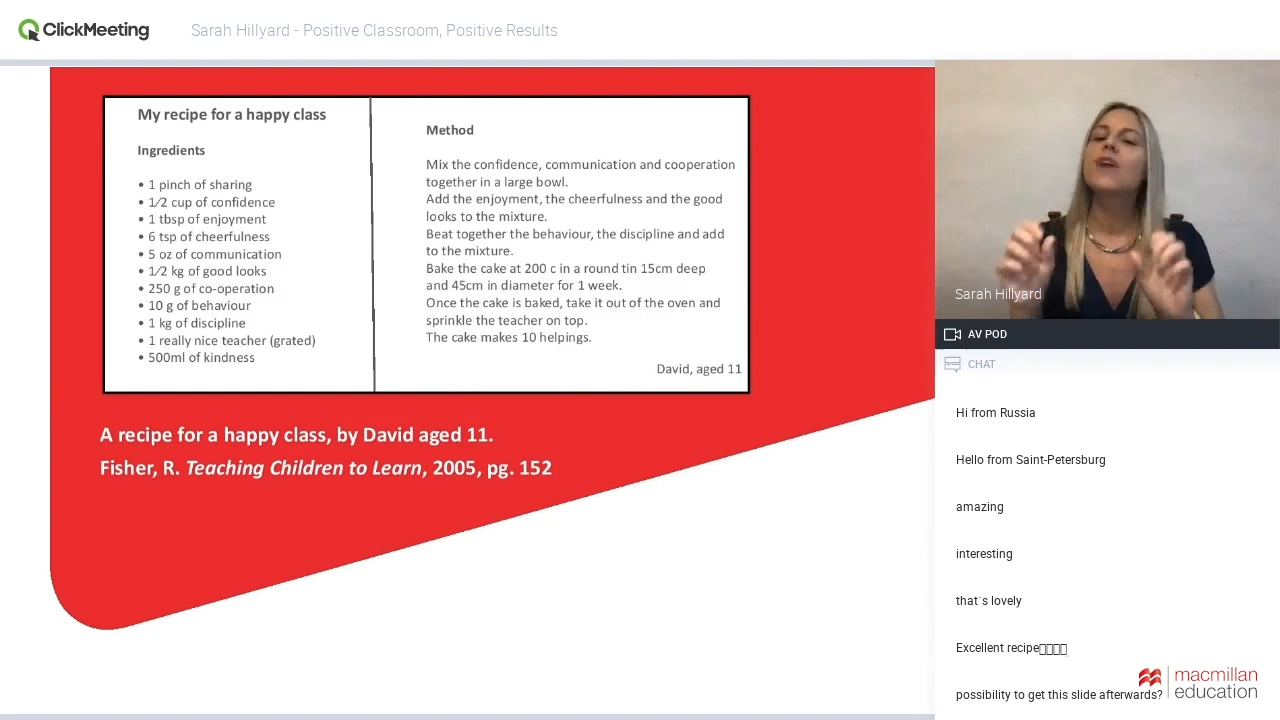 ClickMeeting
Sarah Hillyard - Positive Classroom, Positive Results
My recipe for a happy class
Ingredients
• 1 pinch of sharing
• 1/2 cup of confidence
• 1 tbsp of enjoyment
• 6 tsp of cheerfulness
• 5 oz of communication
• 1/2 kg of good looks
• 250 g of co-operation
• 10 g of behaviour
• 1 kg of discipline
• 1 really nice teacher (grated)
• 500ml of kindness
Method
Mix the confidence, communication and cooperation
together in a large bowl.
Add the enjoyment, the cheerfulness and the good
looks to the mixture.
Beat together the behaviour, the discipline and add
to the mixture.
Bake the cake at 200 c in a round tin 15cm deep
and 45cm in diameter for 1 week.
Once the cake is baked, take it out of the oven and
sprinkle the teacher on top.
The cake makes 10 helpings.
David, aged 11
A recipe for a happy class, by David aged 11.
Fisher, R. Teaching Children to Learn, 2005, pg. 152
Sarah Hillyard
AV POD
CHAT
Hi from Russia
Hello from Saint-Petersburg
amazing
interesting
that´s lovely
Excellent recipe
possibility to get this slide afterwards?
macmillan
education